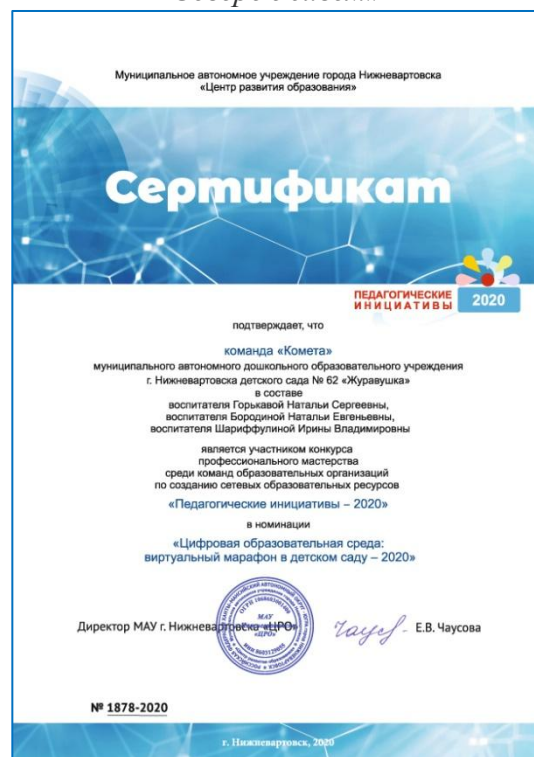 Муниципальное автономное учреждение города Нижневартовска
«Центр развития образования»
Сертификат
ПЕДАГОГИЧЕСКИЕ
ИНИЦИАТИВЫ
2020
подтверждает, что
команда «Комета»
муниципального автономного дошкольного образовательного учреждения
г. Нижневартовска детского сада № 62 «Журавушка»
в составе
воспитателя Горькавой Натальи Сергеевны,
воспитателя Бородиной Натальи Евгеньевны,
воспитателя Шариффулиной Ирины Владимировны
является участником конкурса
профессионального мастерства
среди команд образовательных организаций
по созданию сетевых образовательных ресурсов
«Педагогические инициативы – 2020»
в номинации
«Цифровая образовательная среда:
виртуальный марафон в детском саду – 2020»
Директор МАУ г. Нижневартовска «ЦРО»
Е.В. Чаусова
МАУ
«ЦРО»
№ 1878-2020
г. Нижневартовск, 2020